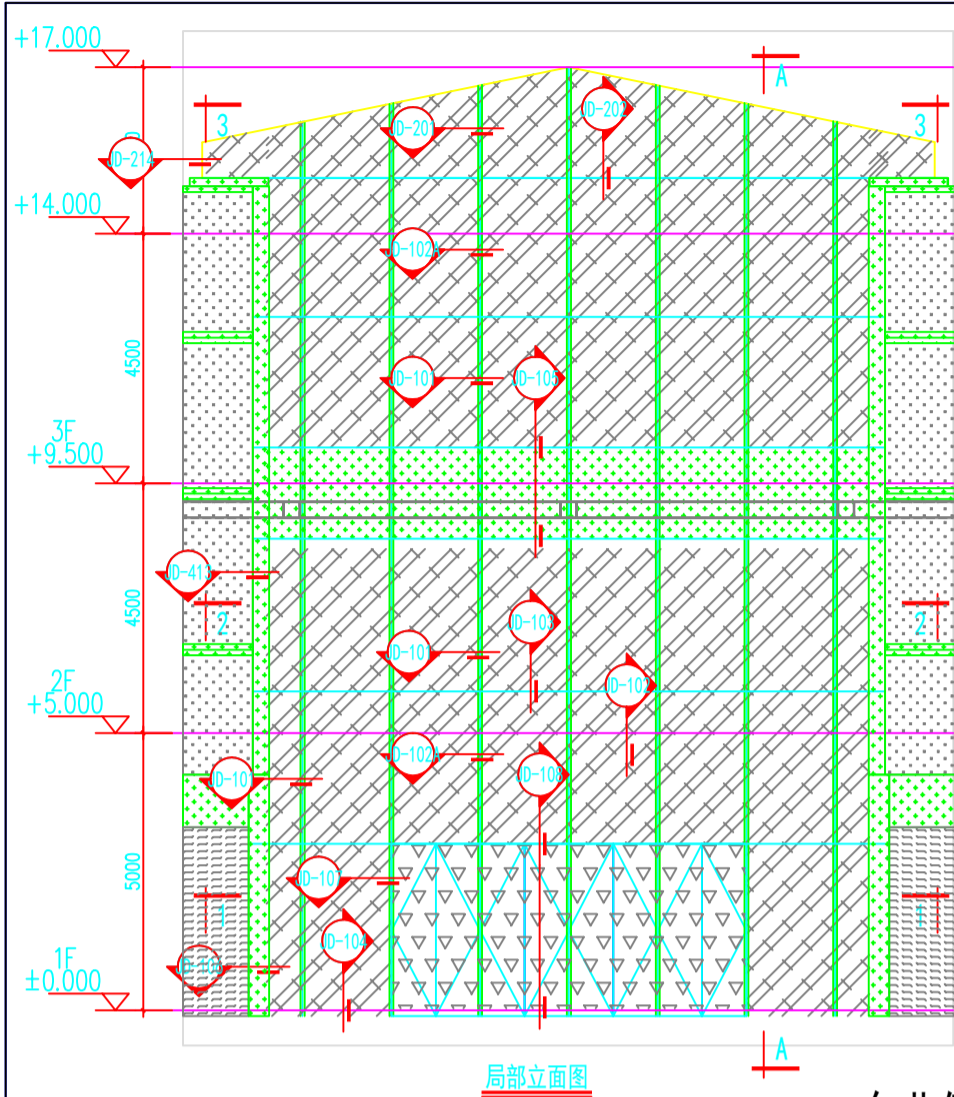 +17.000
A
3
3
JD-202
JD-201
JD-214
+14.000
JD-102A
4500
JD-101
JD-105
3F
+9.500
JD-413
4500
2
2
JD-103
JD-101
JD-102
2F
+5.000
JD-102A
JD-108
JD-101
5000
JD-107
1
1
JD-104
1F
±0.000
A
局部立面图